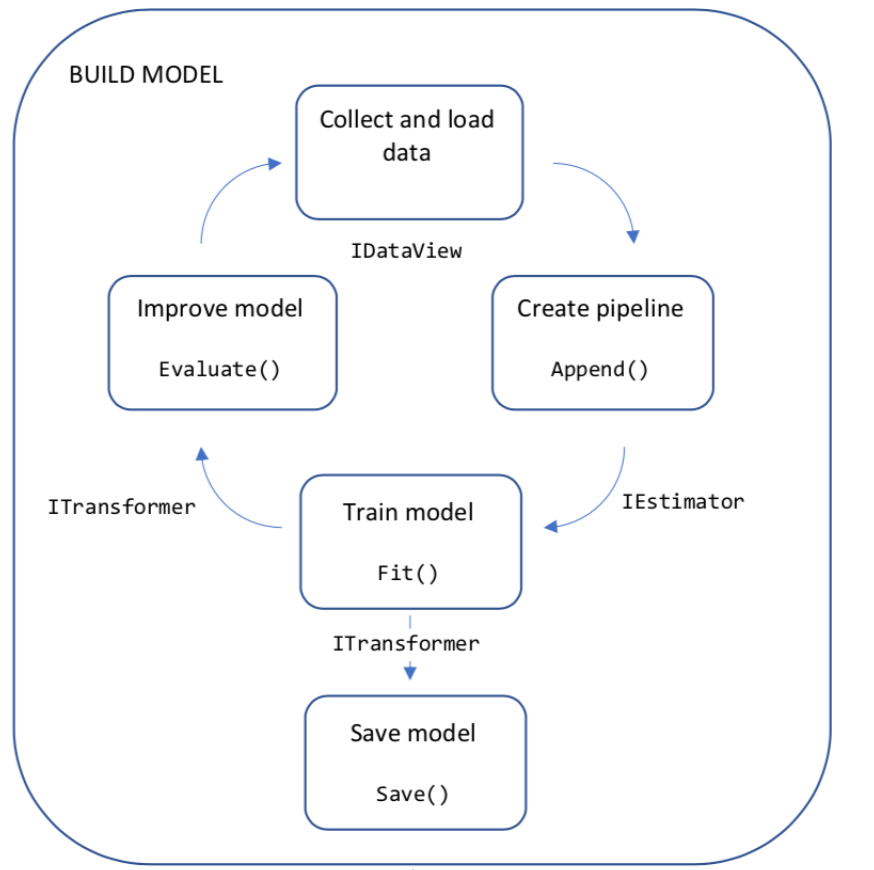 BUILD MODEL
Collect and load
data
IDataView
Improve model
Evaluate()
Create pipeline
Append()
ITransformer
IEstimator
Train model
Fit()
ITransformer
Save model
Save()